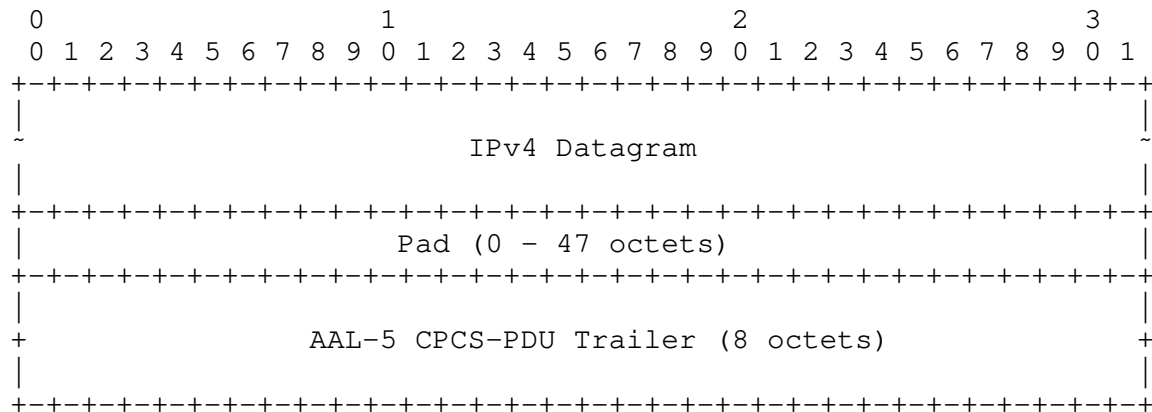 0                   1                   2                   3
 0 1 2 3 4 5 6 7 8 9 0 1 2 3 4 5 6 7 8 9 0 1 2 3 4 5 6 7 8 9 0 1
+-+-+-+-+-+-+-+-+-+-+-+-+-+-+-+-+-+-+-+-+-+-+-+-+-+-+-+-+-+-+-+-+
|                                                               |
~                         IPv4 Datagram                         ~
|                                                               |
+-+-+-+-+-+-+-+-+-+-+-+-+-+-+-+-+-+-+-+-+-+-+-+-+-+-+-+-+-+-+-+-+
|                     Pad (0 - 47 octets)                       |
+-+-+-+-+-+-+-+-+-+-+-+-+-+-+-+-+-+-+-+-+-+-+-+-+-+-+-+-+-+-+-+-+
|                                                               |
+                AAL-5 CPCS-PDU Trailer (8 octets)              +
|                                                               |
+-+-+-+-+-+-+-+-+-+-+-+-+-+-+-+-+-+-+-+-+-+-+-+-+-+-+-+-+-+-+-+-+